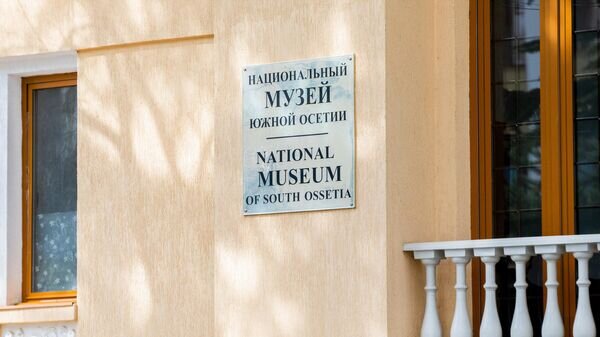 НАЦИОНАЛЬНЫЙ
МУЗЕЙ
ЮЖНОЙ ОСЕТИИ
NATIONAL
MUSEUM
OF SOUTH OSSETIA